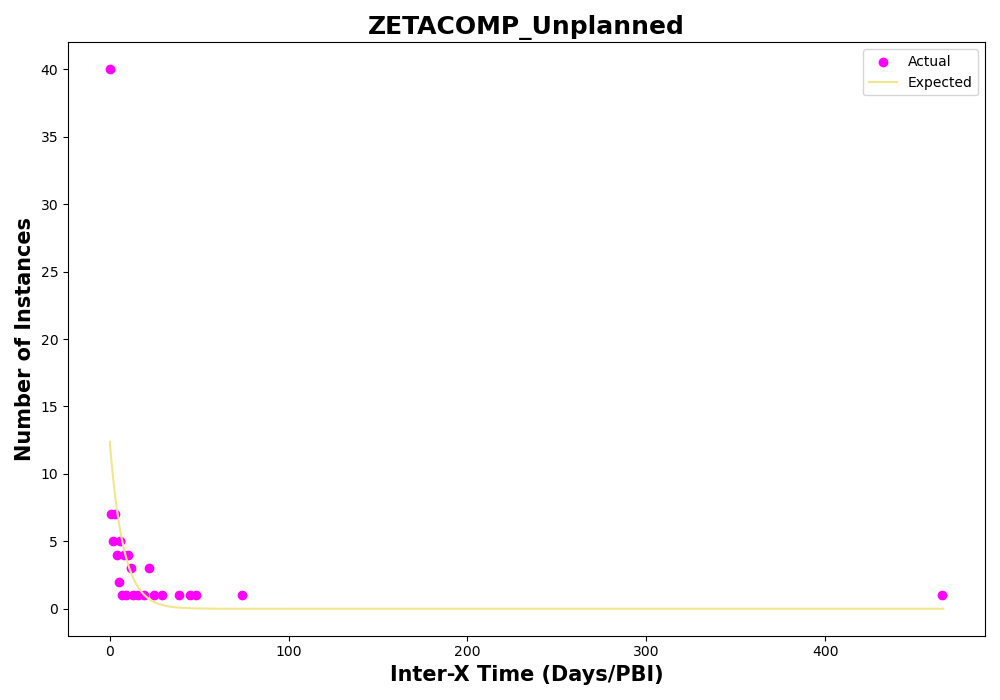 ZETACOMP_Unplanned
Actual
Expected
40
35
30
25
20
15
10
5
0
Number of Instances
0 100 200 300 400
Inter-X Time (Days/PBI)